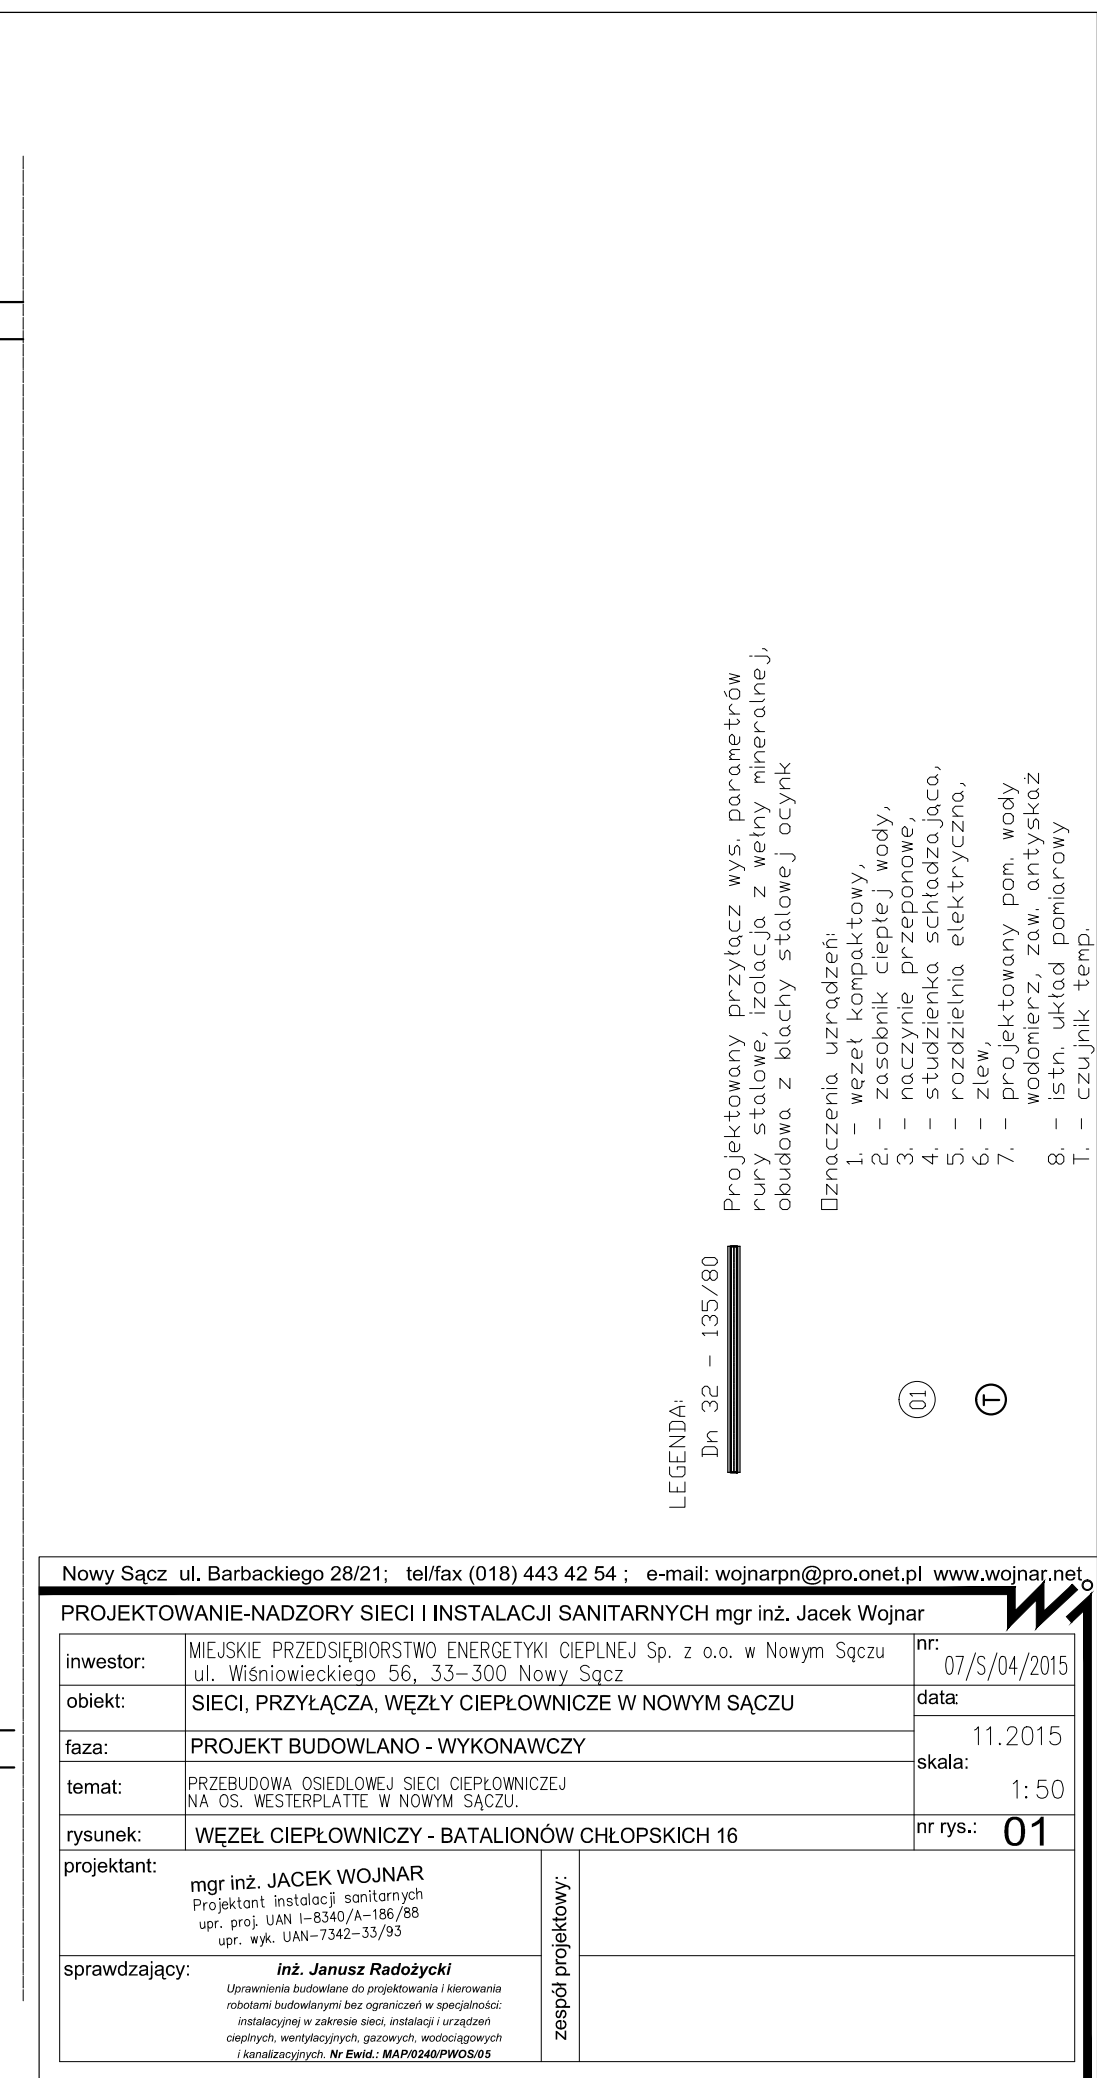 LEGENDA:
Dn 32 - 135/80
Projektowany przyłącz wys. parametrów
rury stalowe, izolacja z wełny mineralnej,
obudowa z blachy stalowej ocynk
Oznaczenia uzrądzeń:
01
1. - węzeł kompaktowy,
2. - zasobnik ciepłej wody,
3. - naczynie przeponowe,
4. - studzienka schładzająca,
5. - rozdzielnia elektryczna,
6. - zlew,
7. - projektowany pom. wody
wodomierz, zaw. antyskaż
8. - istn. układ pomiarowy
T
T. - czujnik temp.
Nowy Sącz ul. Barbackiego 28/21; tel/fax (018) 443 42 54 ; e-mail: wojnarpn@pro.onet.pl www.wojnar.net
PROJEKTOWANIE-NADZORY SIECI I INSTALACJI SANITARNYCH mgr inż. Jacek Wojnar
Wi
inwestor:
MIEJSKIE PRZEDSIĘBIORSTWO ENERGETYKI CIEPLNEJ Sp. z o.o. w Nowym Sączu
ul. Wiśniowieckiego 56, 33-300 Nowy Sącz
nr:
07/S/04/2015
obiekt:
SIECI, PRZYŁĄCZA, WĘZŁY CIEPŁOWNICZE W NOWYM SĄCZU
data:
11.2015
faza:
PROJEKT BUDOWLANO - WYKONAWCZY
skala:
1:50
temat:
PRZEBUDOWA OSIEDLOWEJ SIECI CIEPŁOWNICZEJ
NA OS. WESTERPLATTE W NOWYM SĄCZU.
rysunek:
WĘZEŁ CIEPŁOWNICZY - BATALIONÓW CHŁOPSKICH 16
nr rys.:
01
projektant:
mgr inż. JACEK WOJNAR
Projektant instalacji sanitarnych
upr. proj. UAN I-8340/A-186/88
upr. wyk. UAN-7342-33/93
zespół projektowy:
sprawdzający:
inż. Janusz Radożycki
Uprawnienia budowlane do projektowania i kierowania
robotami budowlanymi bez ograniczeń w specjalności:
instalacyjnej w zakresie sieci, instalacji i urządzeń
cieplnych, wentylacyjnych, gazowych, wodociągowych
i kanalizacyjnych. Nr Ewid.: MAP/0240/PWOS/05